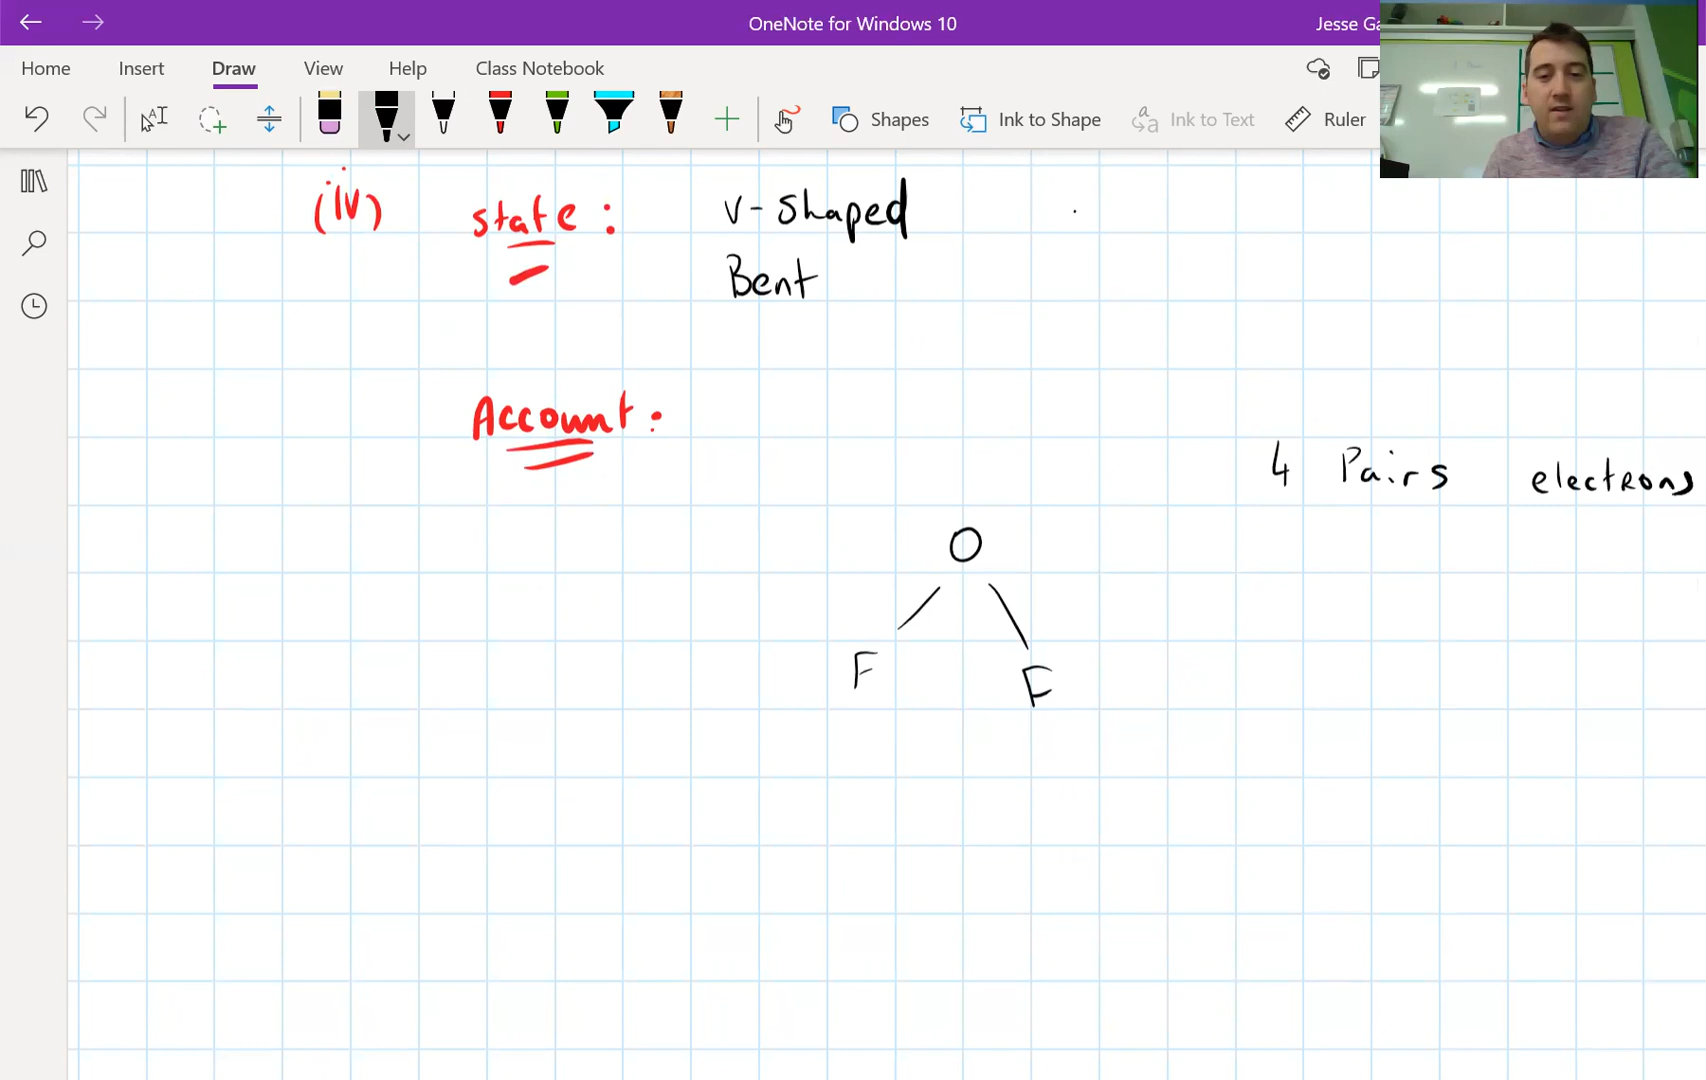 OneNote for Windows 10
Jesse Ga
Home Insert Draw View Help Class Notebook
Shapes Ink to Shape Ink to Text Ruler
(iv) state: v-shaped
Bent
Account:
4 Pairs electrons
O
F F